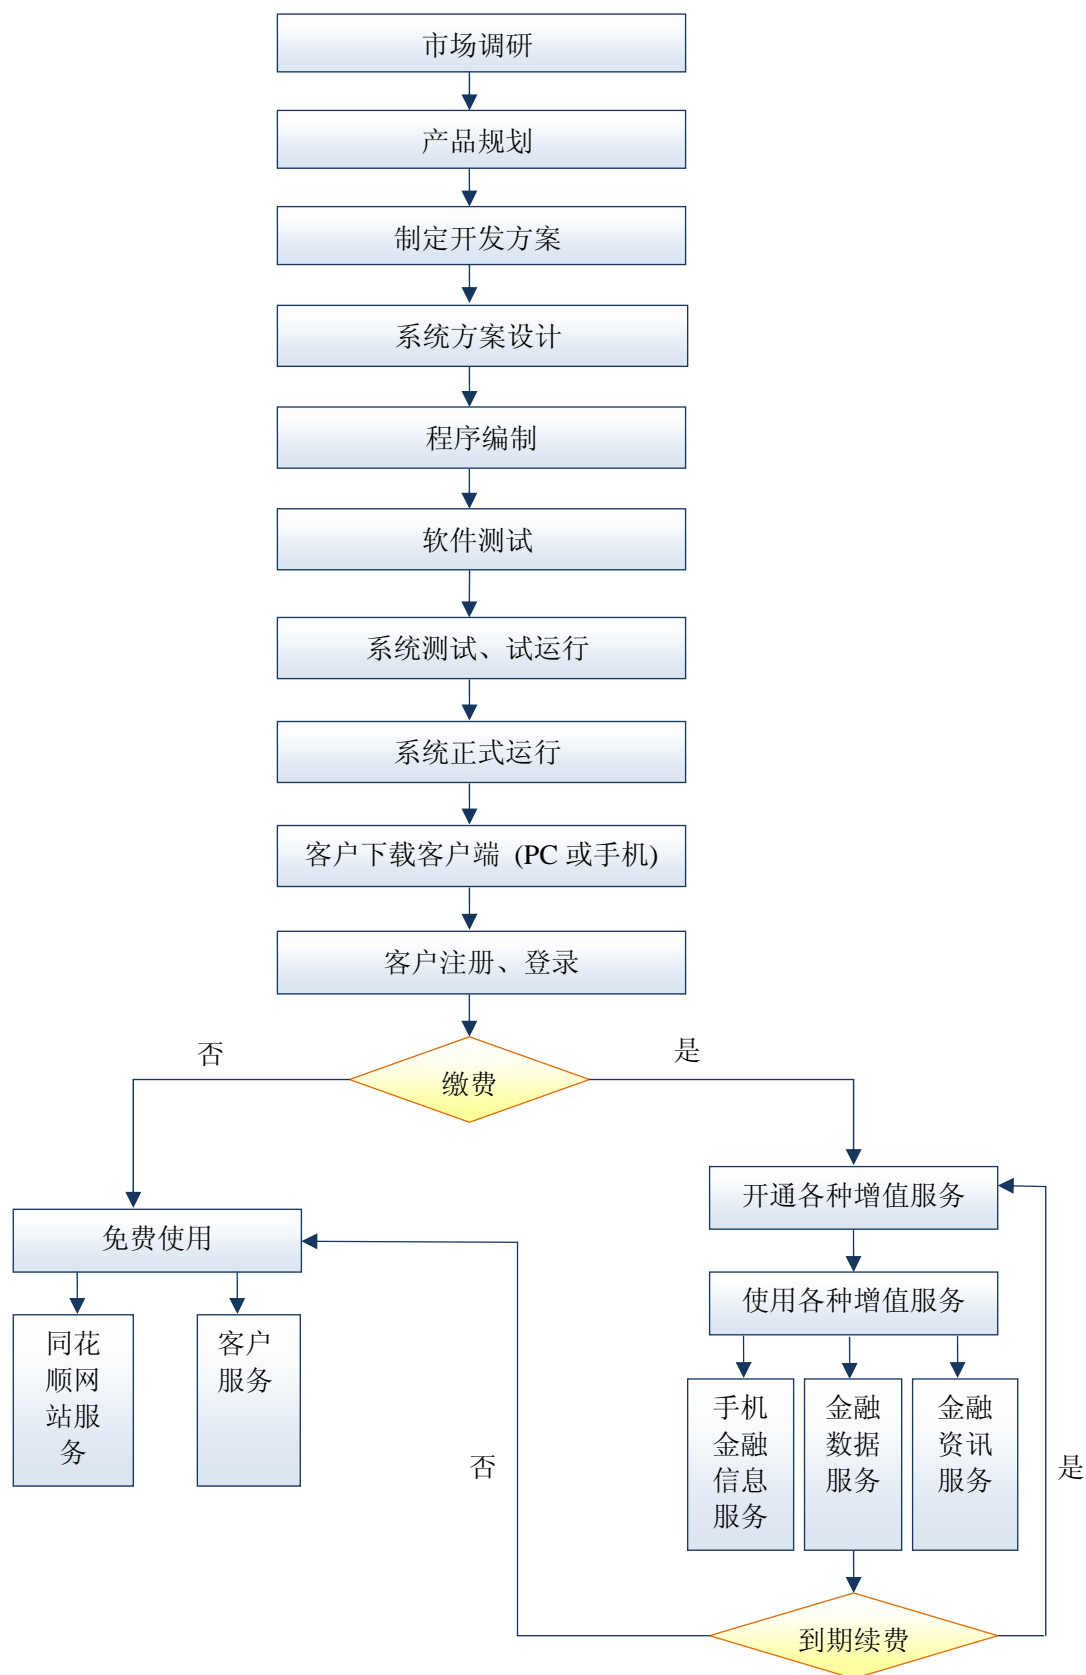 市场调研
产品规划
制定开发方案
系统方案设计
程序编制
软件测试
系统测试、试运行
系统正式运行
客户下载客户端 (PC 或手机)
客户注册、登录
否
是
缴费
开通各种增值服务
免费使用
使用各种增值服务
同花
顺网
站服
务
客户
服务
手机
金融
信息
服务
金融
数据
服务
金融
资讯
服务
否
是
到期续费